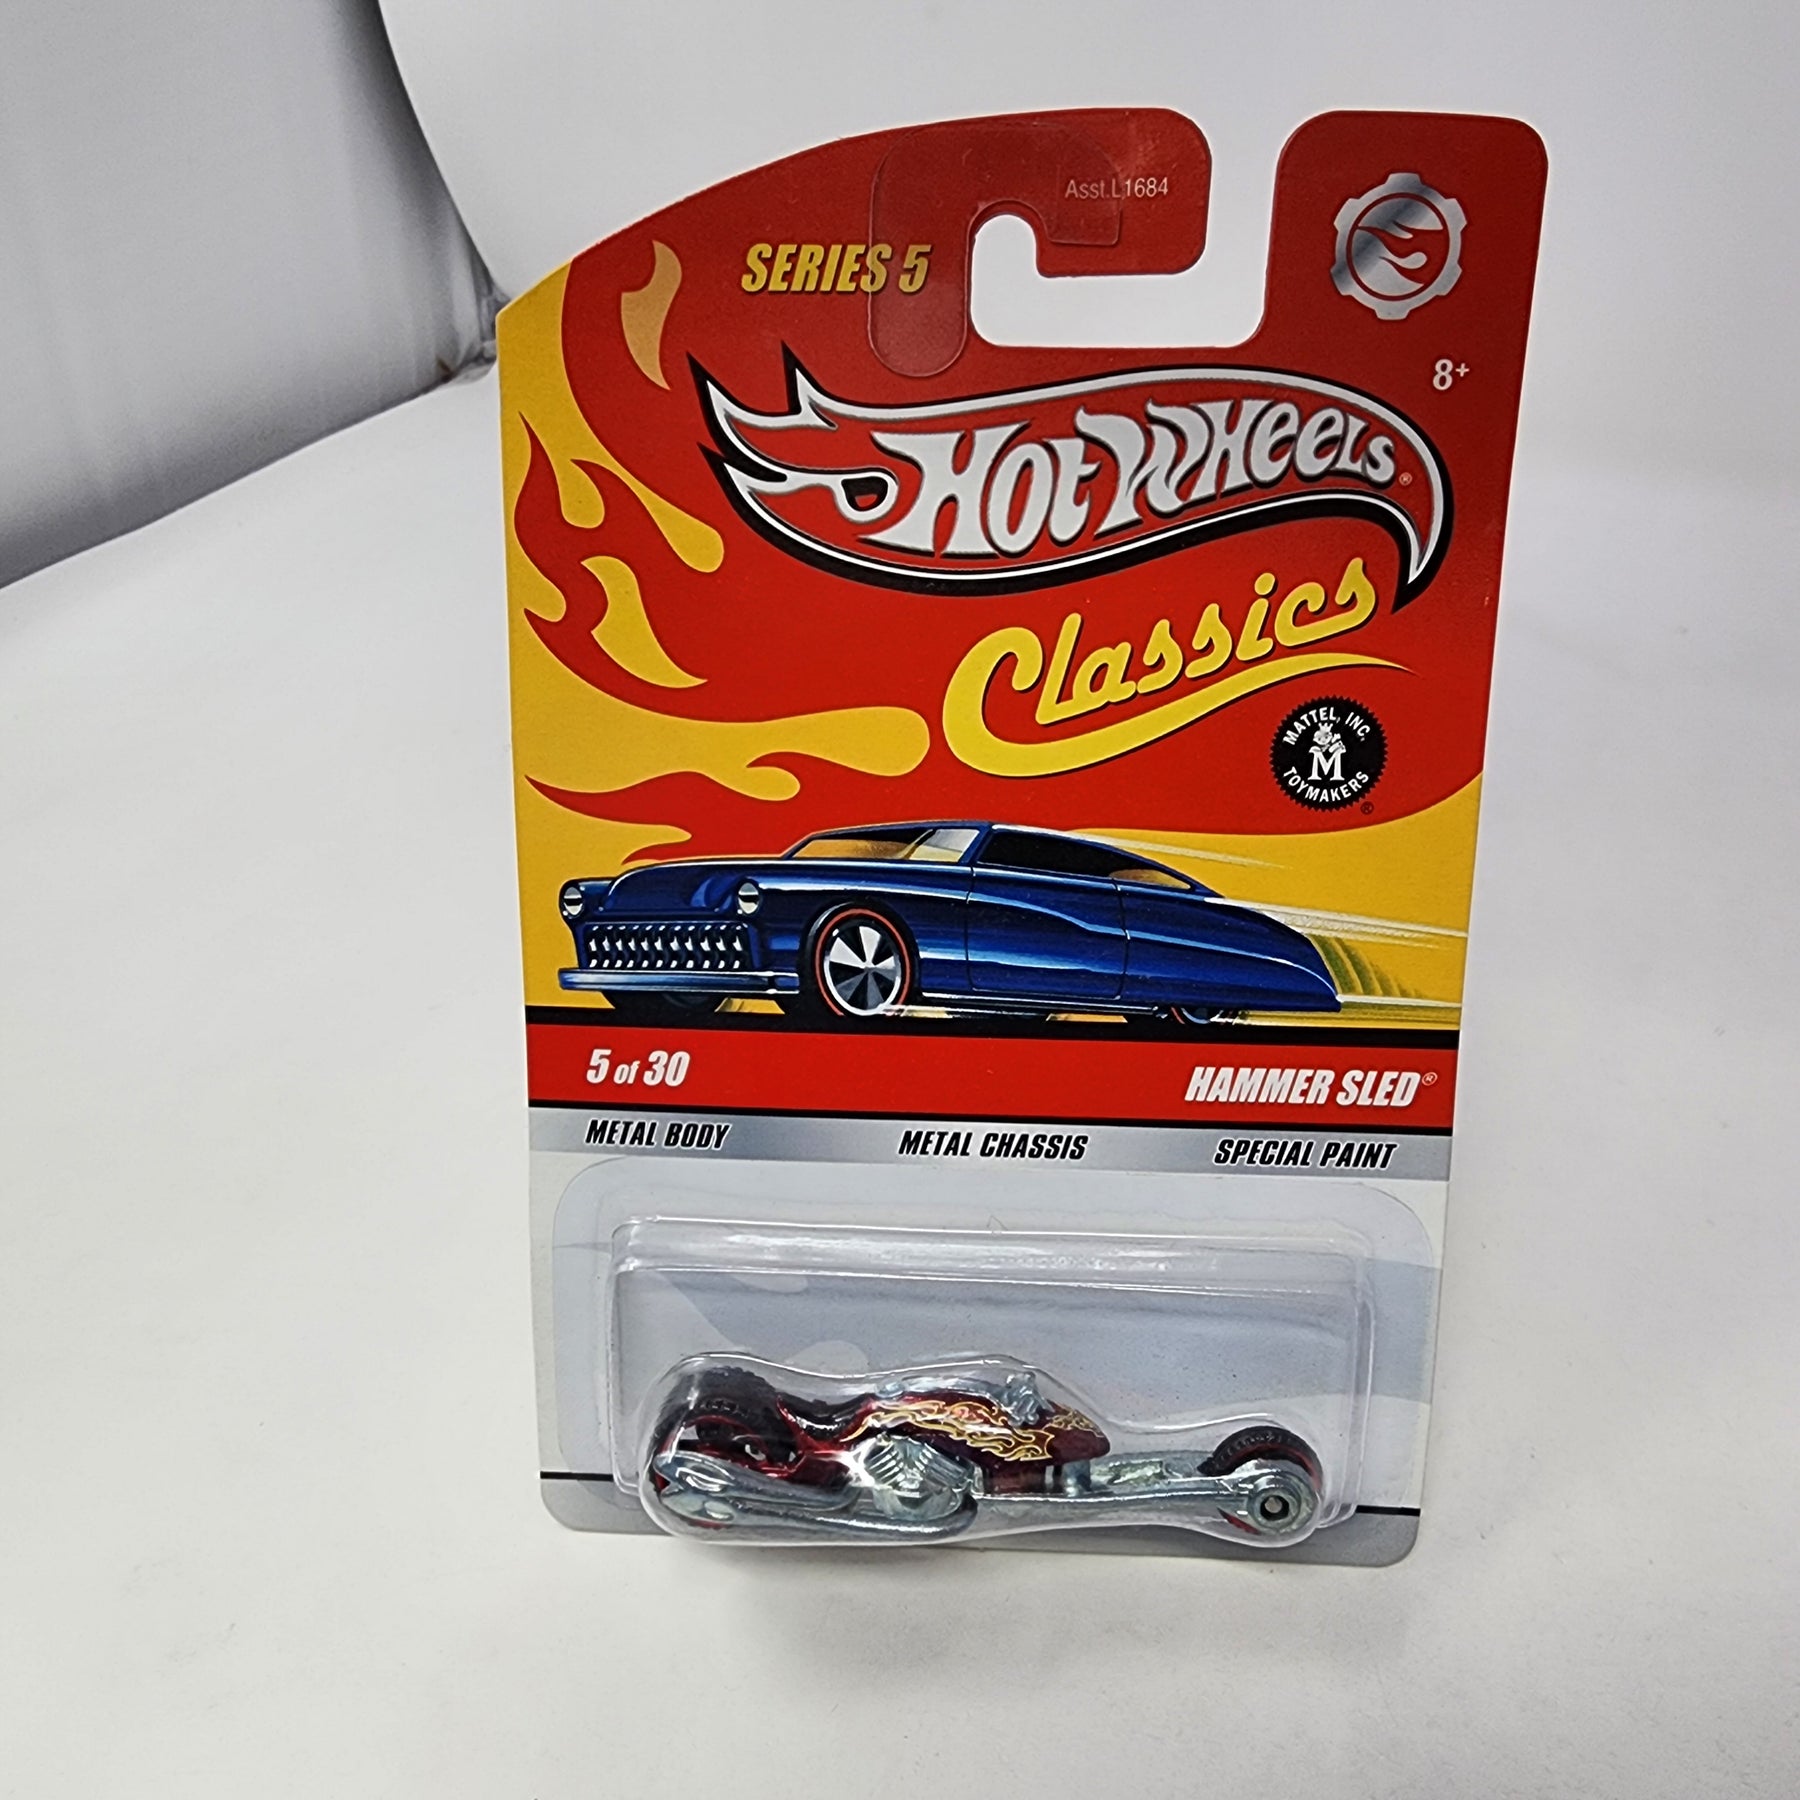 Asst.L1684
SERIES 5
8+
HOT WHEELS®
Classics
MATTEL, INC.
M
TOYMAKERS
®
5 of 30
HAMMER SLED®
METAL BODY
METAL CHASSIS
SPECIAL PAINT